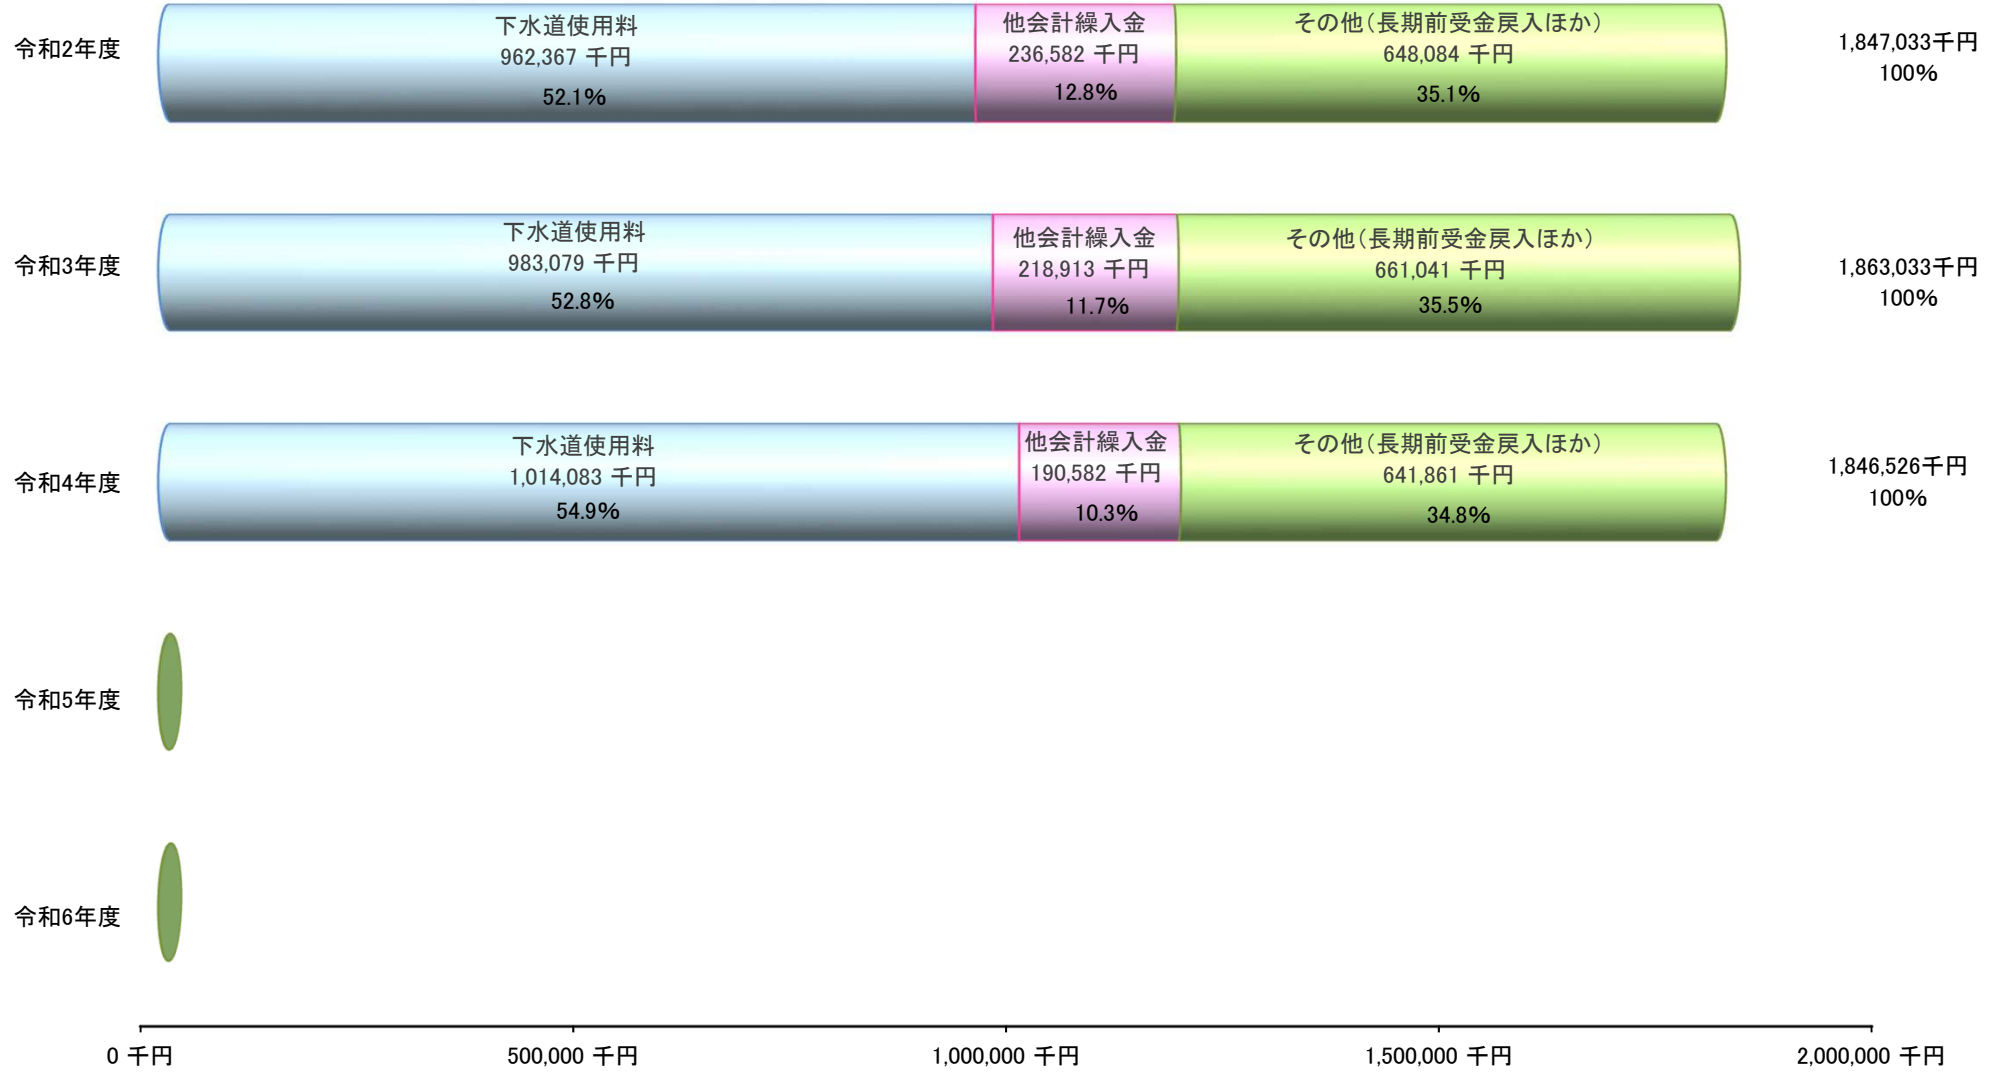 令和2年度
下水道使用料
962,367 千円
52.1%
他会計繰入金
236,582 千円
12.8%
その他（長期前受金戻入ほか）
648,084 千円
35.1%
1,847,033千円
100%
令和3年度
下水道使用料
983,079 千円
52.8%
他会計繰入金
218,913 千円
11.7%
その他（長期前受金戻入ほか）
661,041 千円
35.5%
1,863,033千円
100%
令和4年度
下水道使用料
1,014,083 千円
54.9%
他会計繰入金
190,582 千円
10.3%
その他（長期前受金戻入ほか）
641,861 千円
34.8%
1,846,526千円
100%
令和5年度
令和6年度
0 千円
500,000 千円
1,000,000 千円
1,500,000 千円
2,000,000 千円